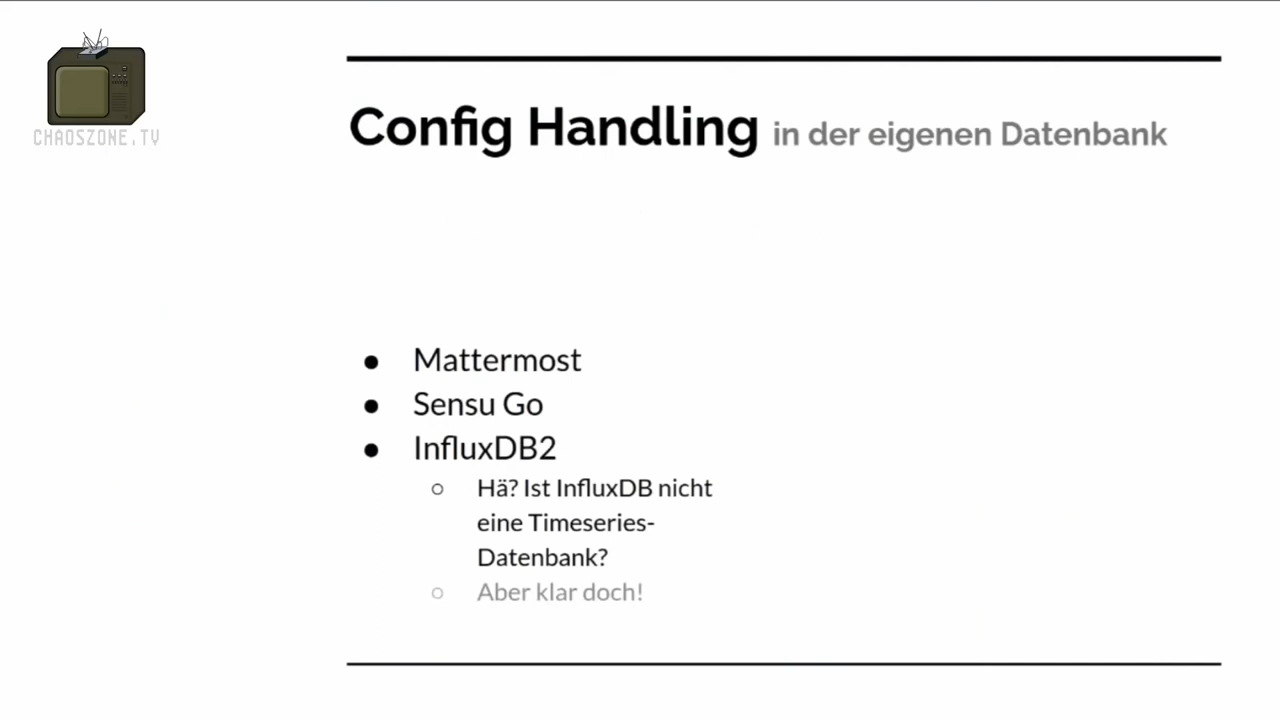 CHAOSZONE.TV
Config Handling in der eigenen Datenbank
● Mattermost
● Sensu Go
● InfluxDB2
○ Hä? Ist InfluxDB nicht
eine Timeseries-
Datenbank?
○ Aber klar doch!